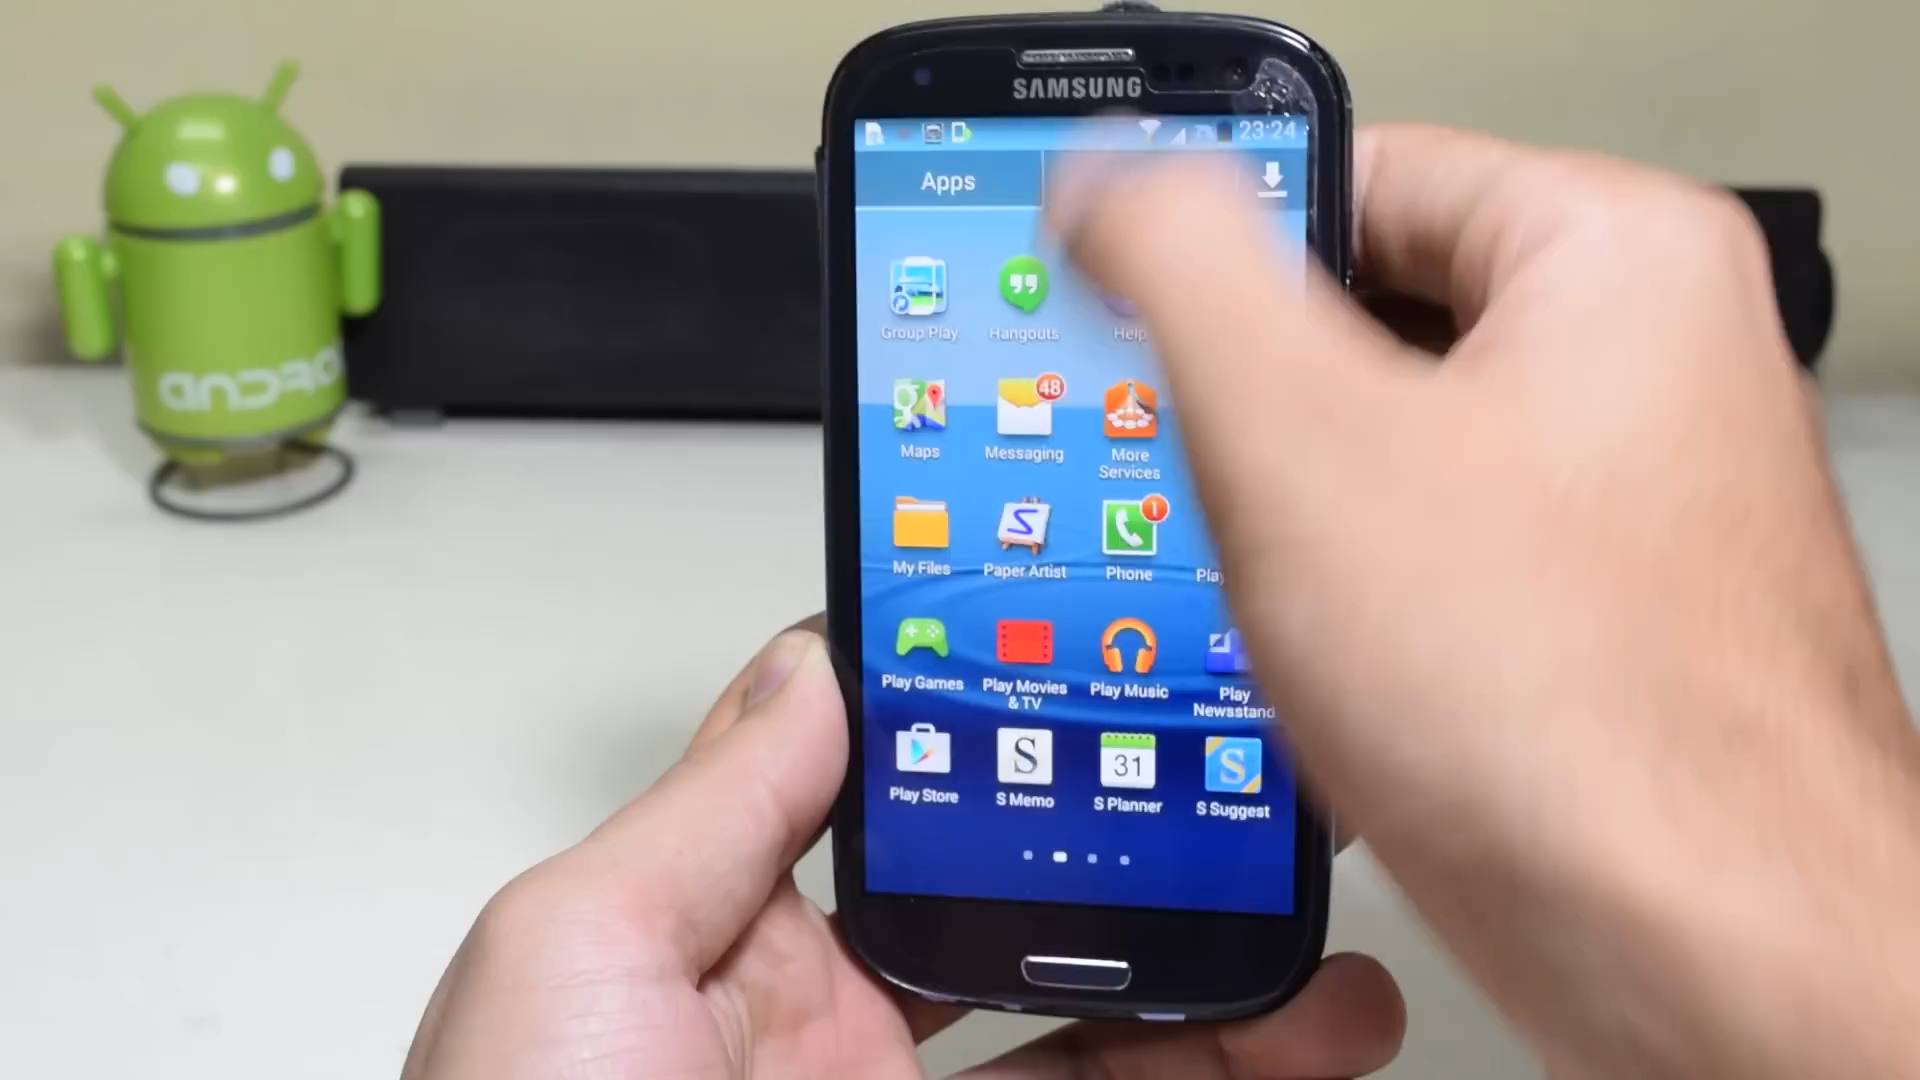 SAMSUNG
23:24
Apps
Group Play
Hangouts
Help
Maps
48
Messaging
More
Services
My Files
Paper Artist
1
Phone
Play
Play Games
Play Movies
& TV
Play Music
Play
Newsstand
Play Store
S
S Memo
31
S Planner
S
S Suggest